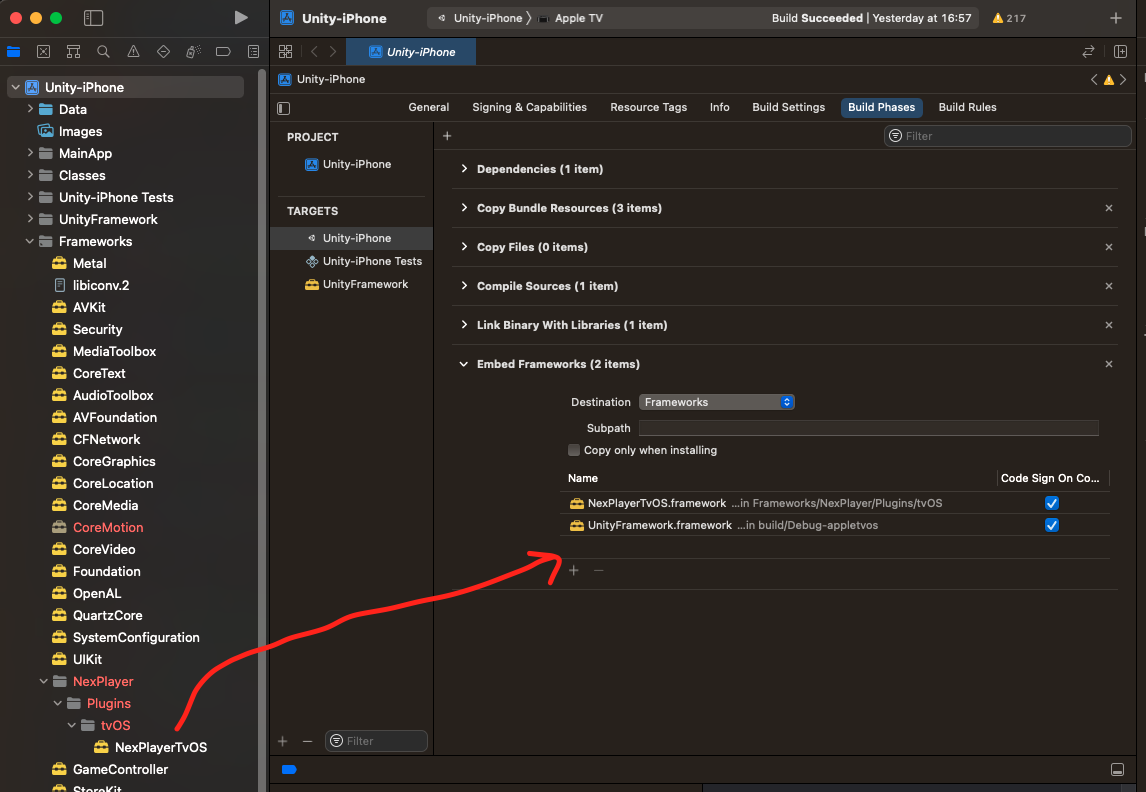 Unity-iPhone
Unity-iPhone
Apple TV
Build Succeeded | Yesterday at 16:57
217
Unity-iPhone
Unity-iPhone
Unity-iPhone
Data
Images
MainApp
Classes
Unity-iPhone Tests
UnityFramework
Frameworks
Metal
libiconv.2
AVKit
Security
MediaToolbox
CoreText
AudioToolbox
AVFoundation
CFNetwork
CoreGraphics
CoreLocation
CoreMedia
CoreMotion
CoreVideo
Foundation
OpenAL
QuartzCore
SystemConfiguration
UIKit
NexPlayer
Plugins
tvOS
NexPlayerTvOS
GameController
StoreKit
General
Signing & Capabilities
Resource Tags
Info
Build Settings
Build Phases
Build Rules
PROJECT
Unity-iPhone
TARGETS
Unity-iPhone
Unity-iPhone Tests
UnityFramework
Filter
Filter
Dependencies (1 item)
Copy Bundle Resources (3 items)
Copy Files (0 items)
Compile Sources (1 item)
Link Binary With Libraries (1 item)
Embed Frameworks (2 items)
Destination Frameworks
Subpath
Copy only when installing
Name Code Sign On Co...
NexPlayerTvOS.framework ...in Frameworks/NexPlayer/Plugins/tvOS
UnityFramework.framework ...in build/Debug-appletvos